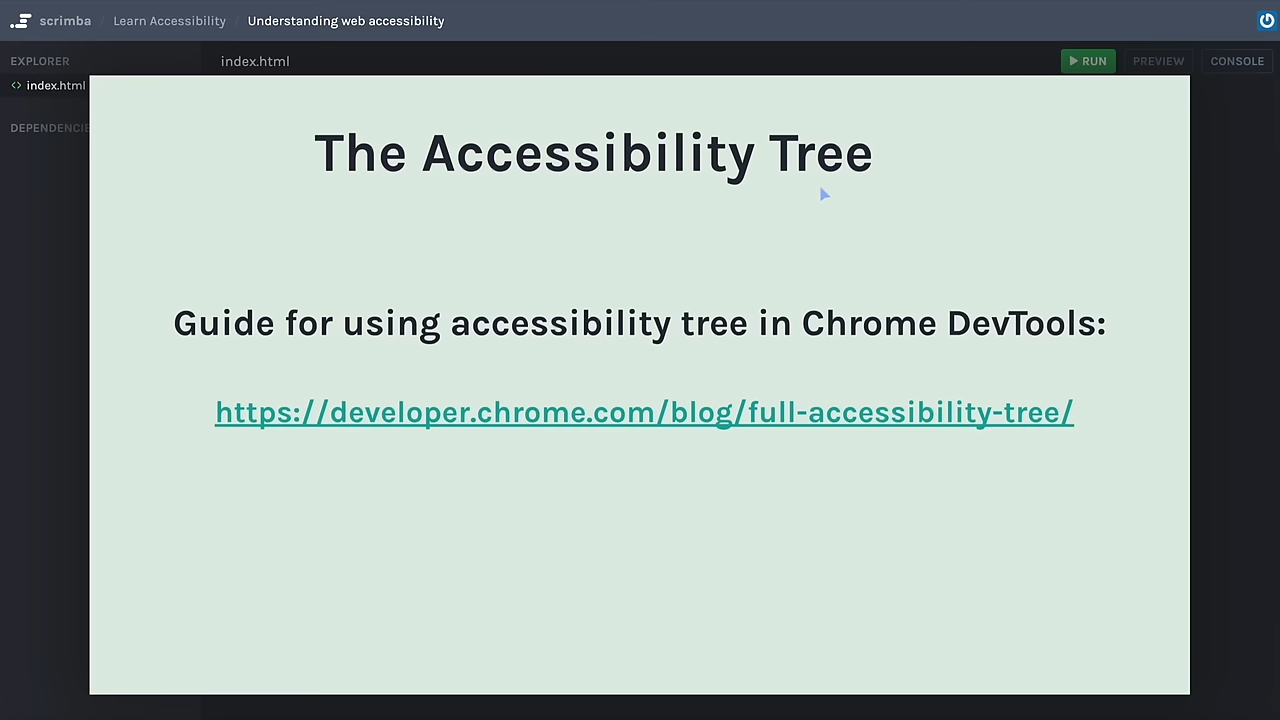 scrimba / Learn Accessibility / Understanding web accessibility
EXPLORER
index.html
RUN
PREVIEW
CONSOLE
<> index.html
The Accessibility Tree
Guide for using accessibility tree in Chrome DevTools:
https://developer.chrome.com/blog/full-accessibility-tree/